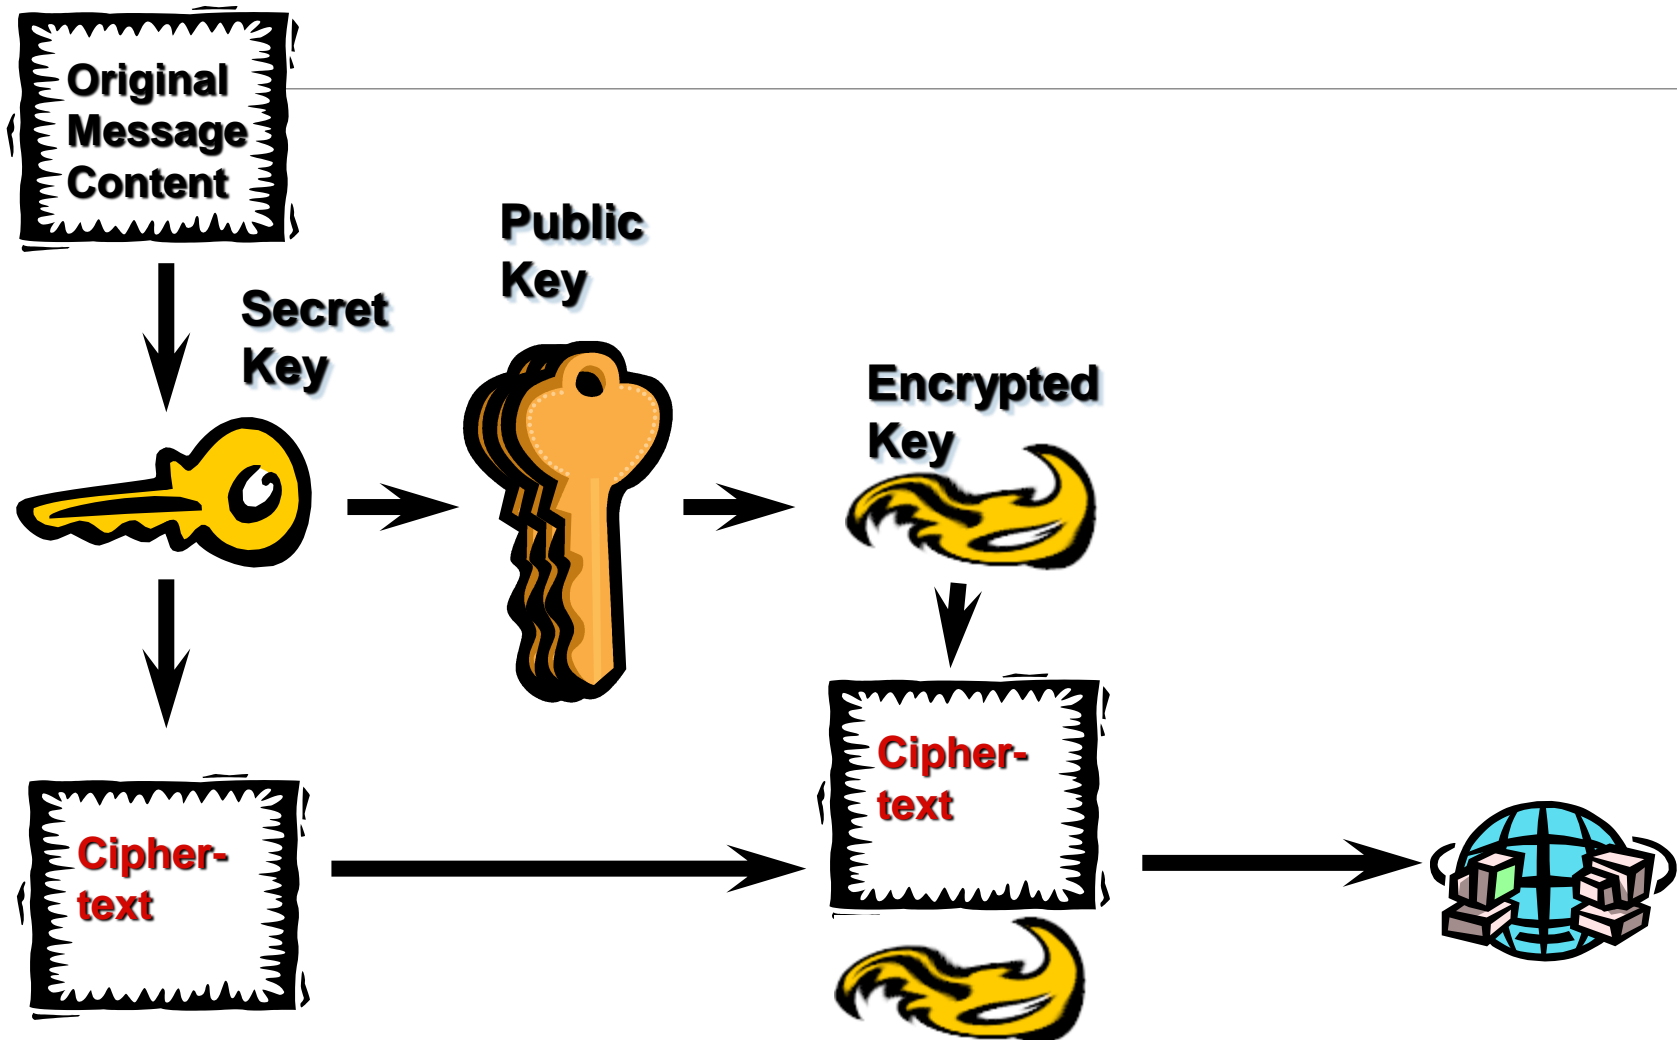 Original
Message
Content
Public
Key
Secret
Key
Encrypted
Key
Cipher-
text
Cipher-
text